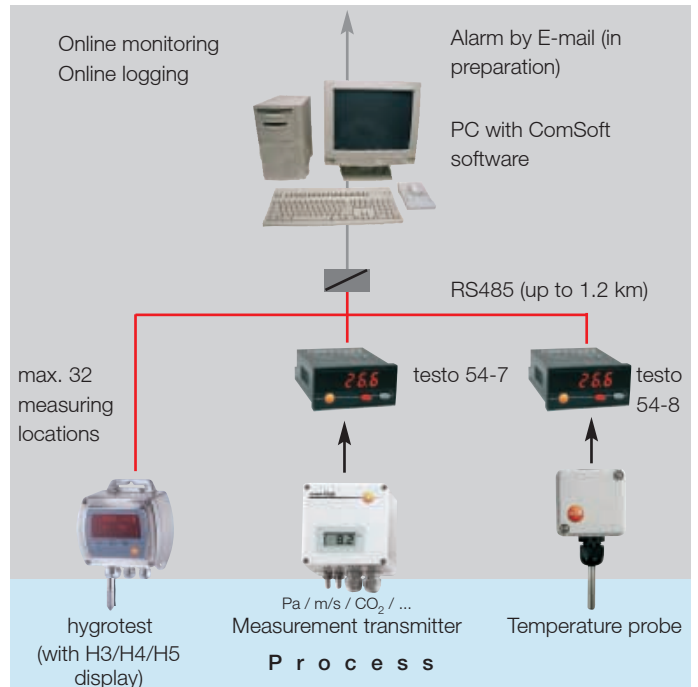 Online monitoring
Online logging
Alarm by E-mail (in
preparation)
PC with ComSoft
software
RS485 (up to 1.2 km)
max. 32
measuring
locations
26.6
testo 54-7
26.6
testo
54-8
8.2
Pa / m/s / CO₂ / ...
hygrotest
(with H3/H4/H5
display)
Measurement transmitter
Temperature probe
Process